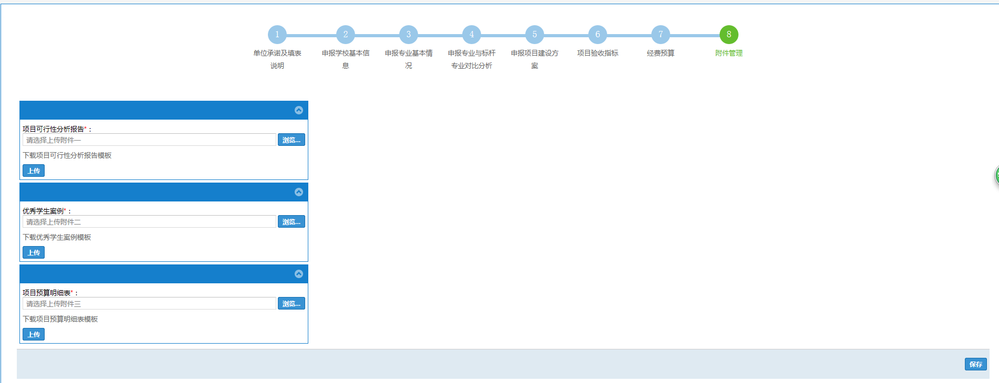 1 2 3 4 5 6 7 8
单位承诺及填表 申报学校基本信 申报专业基本情 申报专业与标杆 申报项目建设方 项目验收指标 经费预算 附件管理
说明 息 况 专业对比分析 案
项目可行性分析报告*：
请选择上传附件一 浏览...
下载项目可行性分析报告模板
上传
优秀学生案例*：
请选择上传附件二 浏览...
下载优秀学生案例模板
上传
项目预算明细表*：
请选择上传附件三 浏览...
下载项目预算明细表模板
上传
保存